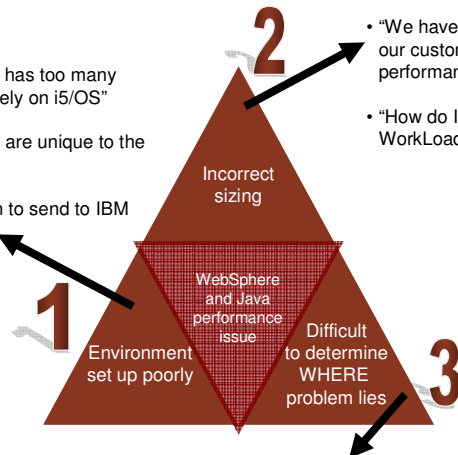 2
• “We have
our custom
performan
• “How do I
WorkLoad
has too many
ely on i5/OS”
are unique to the
n to send to IBM
Incorrect
sizing
WebSphere
and Java
performance
issue
1
Environment
set up poorly
Difficult
to determine
WHERE
problem lies
3